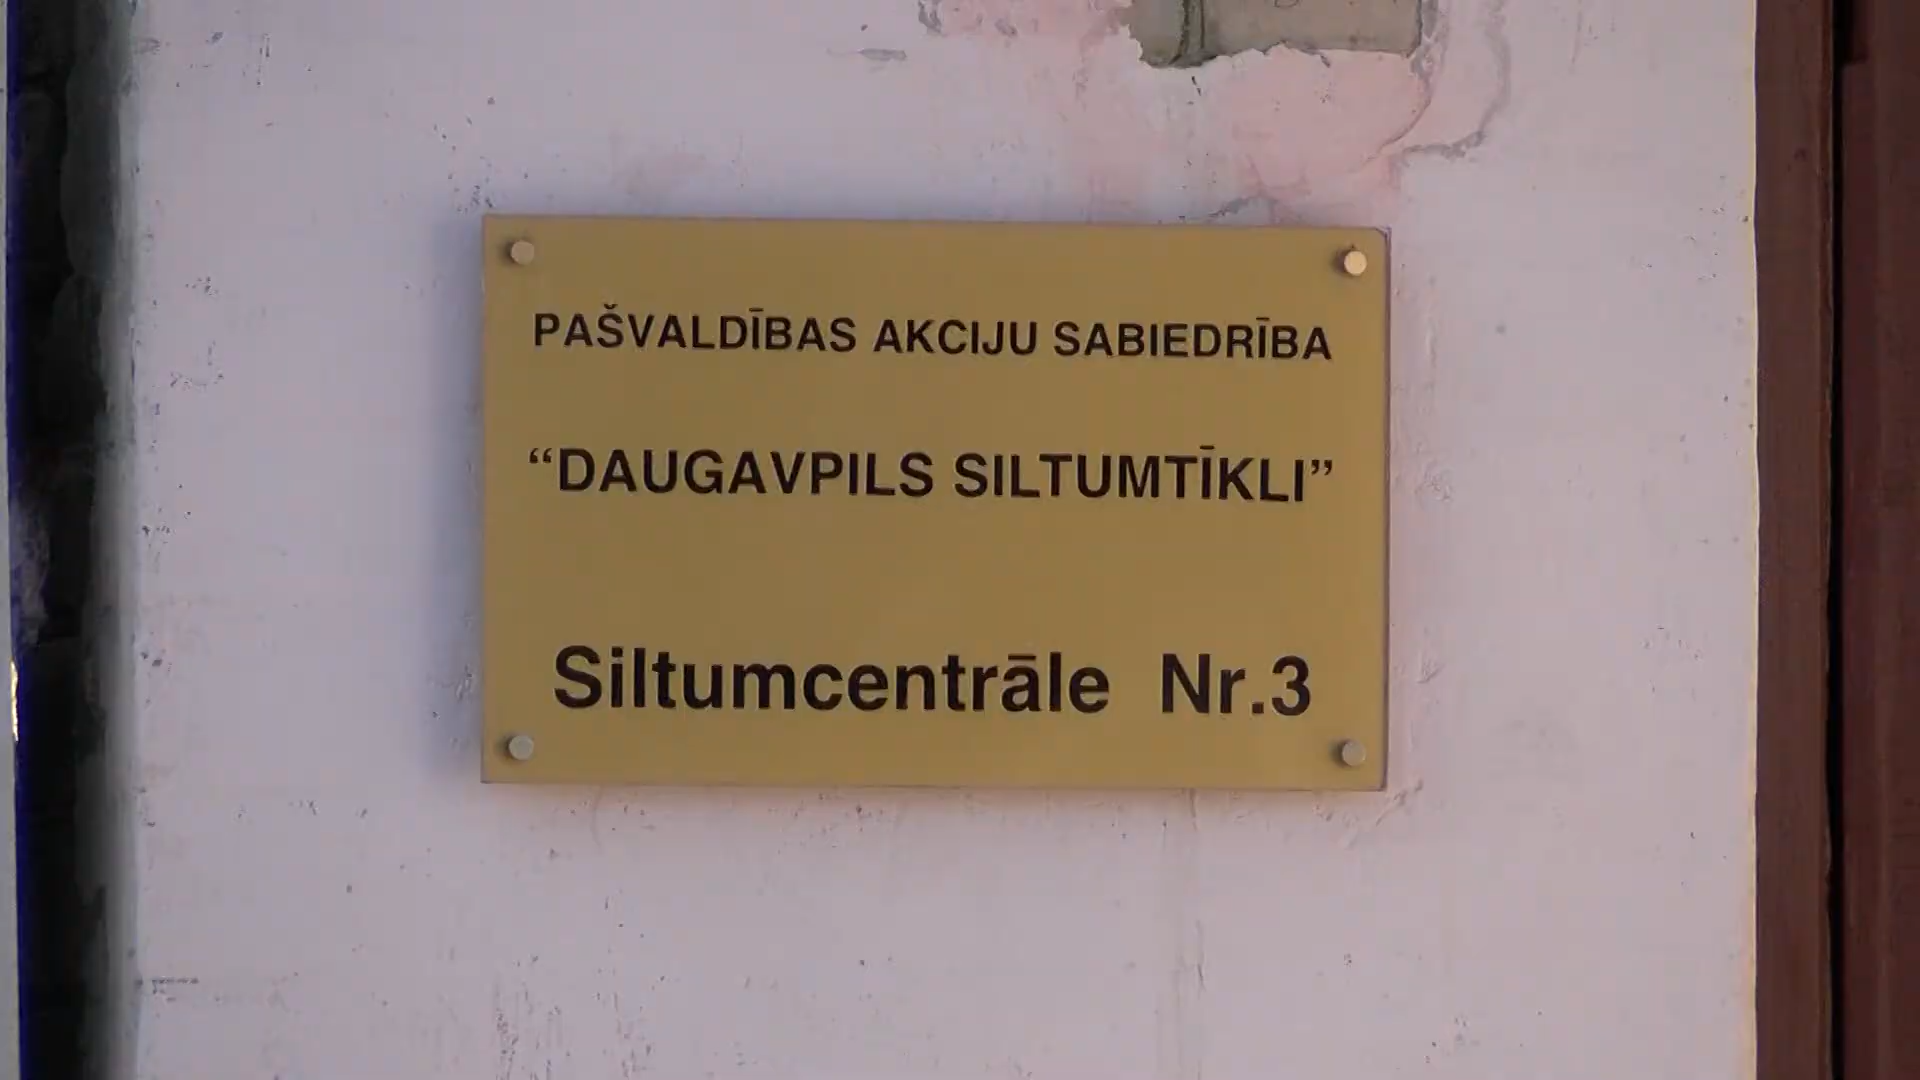 PAŠVALDĪBAS AKCIJU SABIEDRĪBA
“DAUGAVPILS SILTUMTĪKLI”
Siltumcentrāle Nr.3